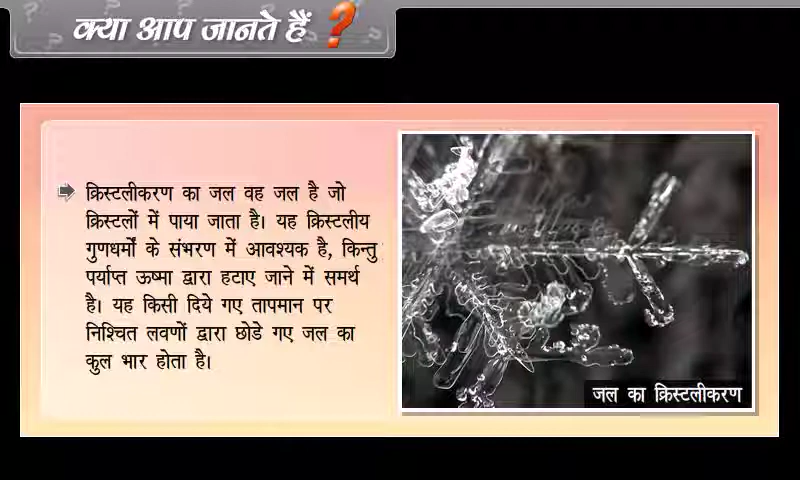 क्या आप जानते हैं ?
क्रिस्टलीकरण का जल वह जल है जो
क्रिस्टलों में पाया जाता है। यह क्रिस्टलीय
गुणधर्मों के संभरण में आवश्यक है, किन्तु
पर्याप्त ऊष्मा द्वारा हटाए जाने में समर्थ
है। यह किसी दिये गए तापमान पर
निश्चित लवणों द्वारा छोडे गए जल का
कुल भार होता है।
जल का क्रिस्टलीकरण